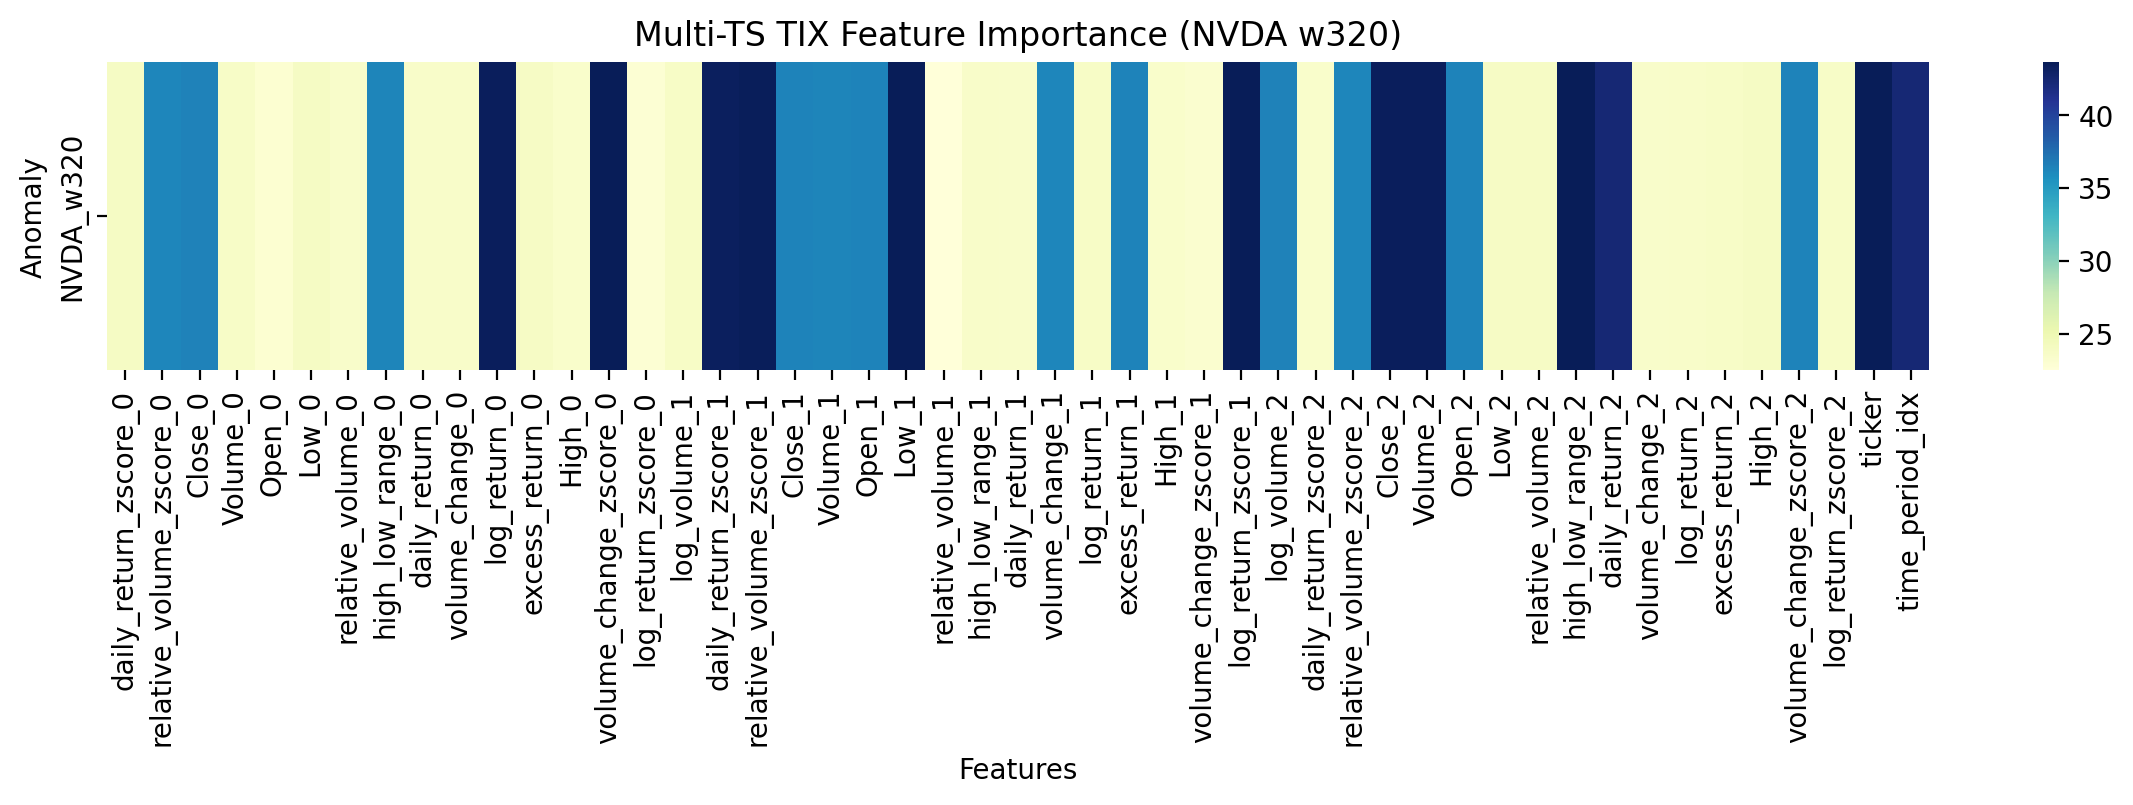 Multi-TS TIX Feature Importance (NVDA w320)
Anomaly
NVDA_w320
40
35
30
25
daily_return_zscore_0
relative_volume_zscore_0
Close_0
Volume_0
Open_0
Low_0
relative_volume_0
high_low_range_0
daily_return_0
volume_change_0
log_return_0
excess_return_0
High_0
volume_change_zscore_0
log_return_zscore_0
log_volume_1
daily_return_zscore_1
relative_volume_zscore_1
Close_1
Volume_1
Open_1
Low_1
relative_volume_1
high_low_range_1
daily_return_1
volume_change_1
log_return_1
excess_return_1
High_1
volume_change_zscore_1
log_return_zscore_1
log_volume_2
daily_return_zscore_2
relative_volume_zscore_2
Close_2
Volume_2
Open_2
Low_2
relative_volume_2
high_low_range_2
daily_return_2
volume_change_2
log_return_2
excess_return_2
High_2
volume_change_zscore_2
log_return_zscore_2
ticker
time_period_idx
Features